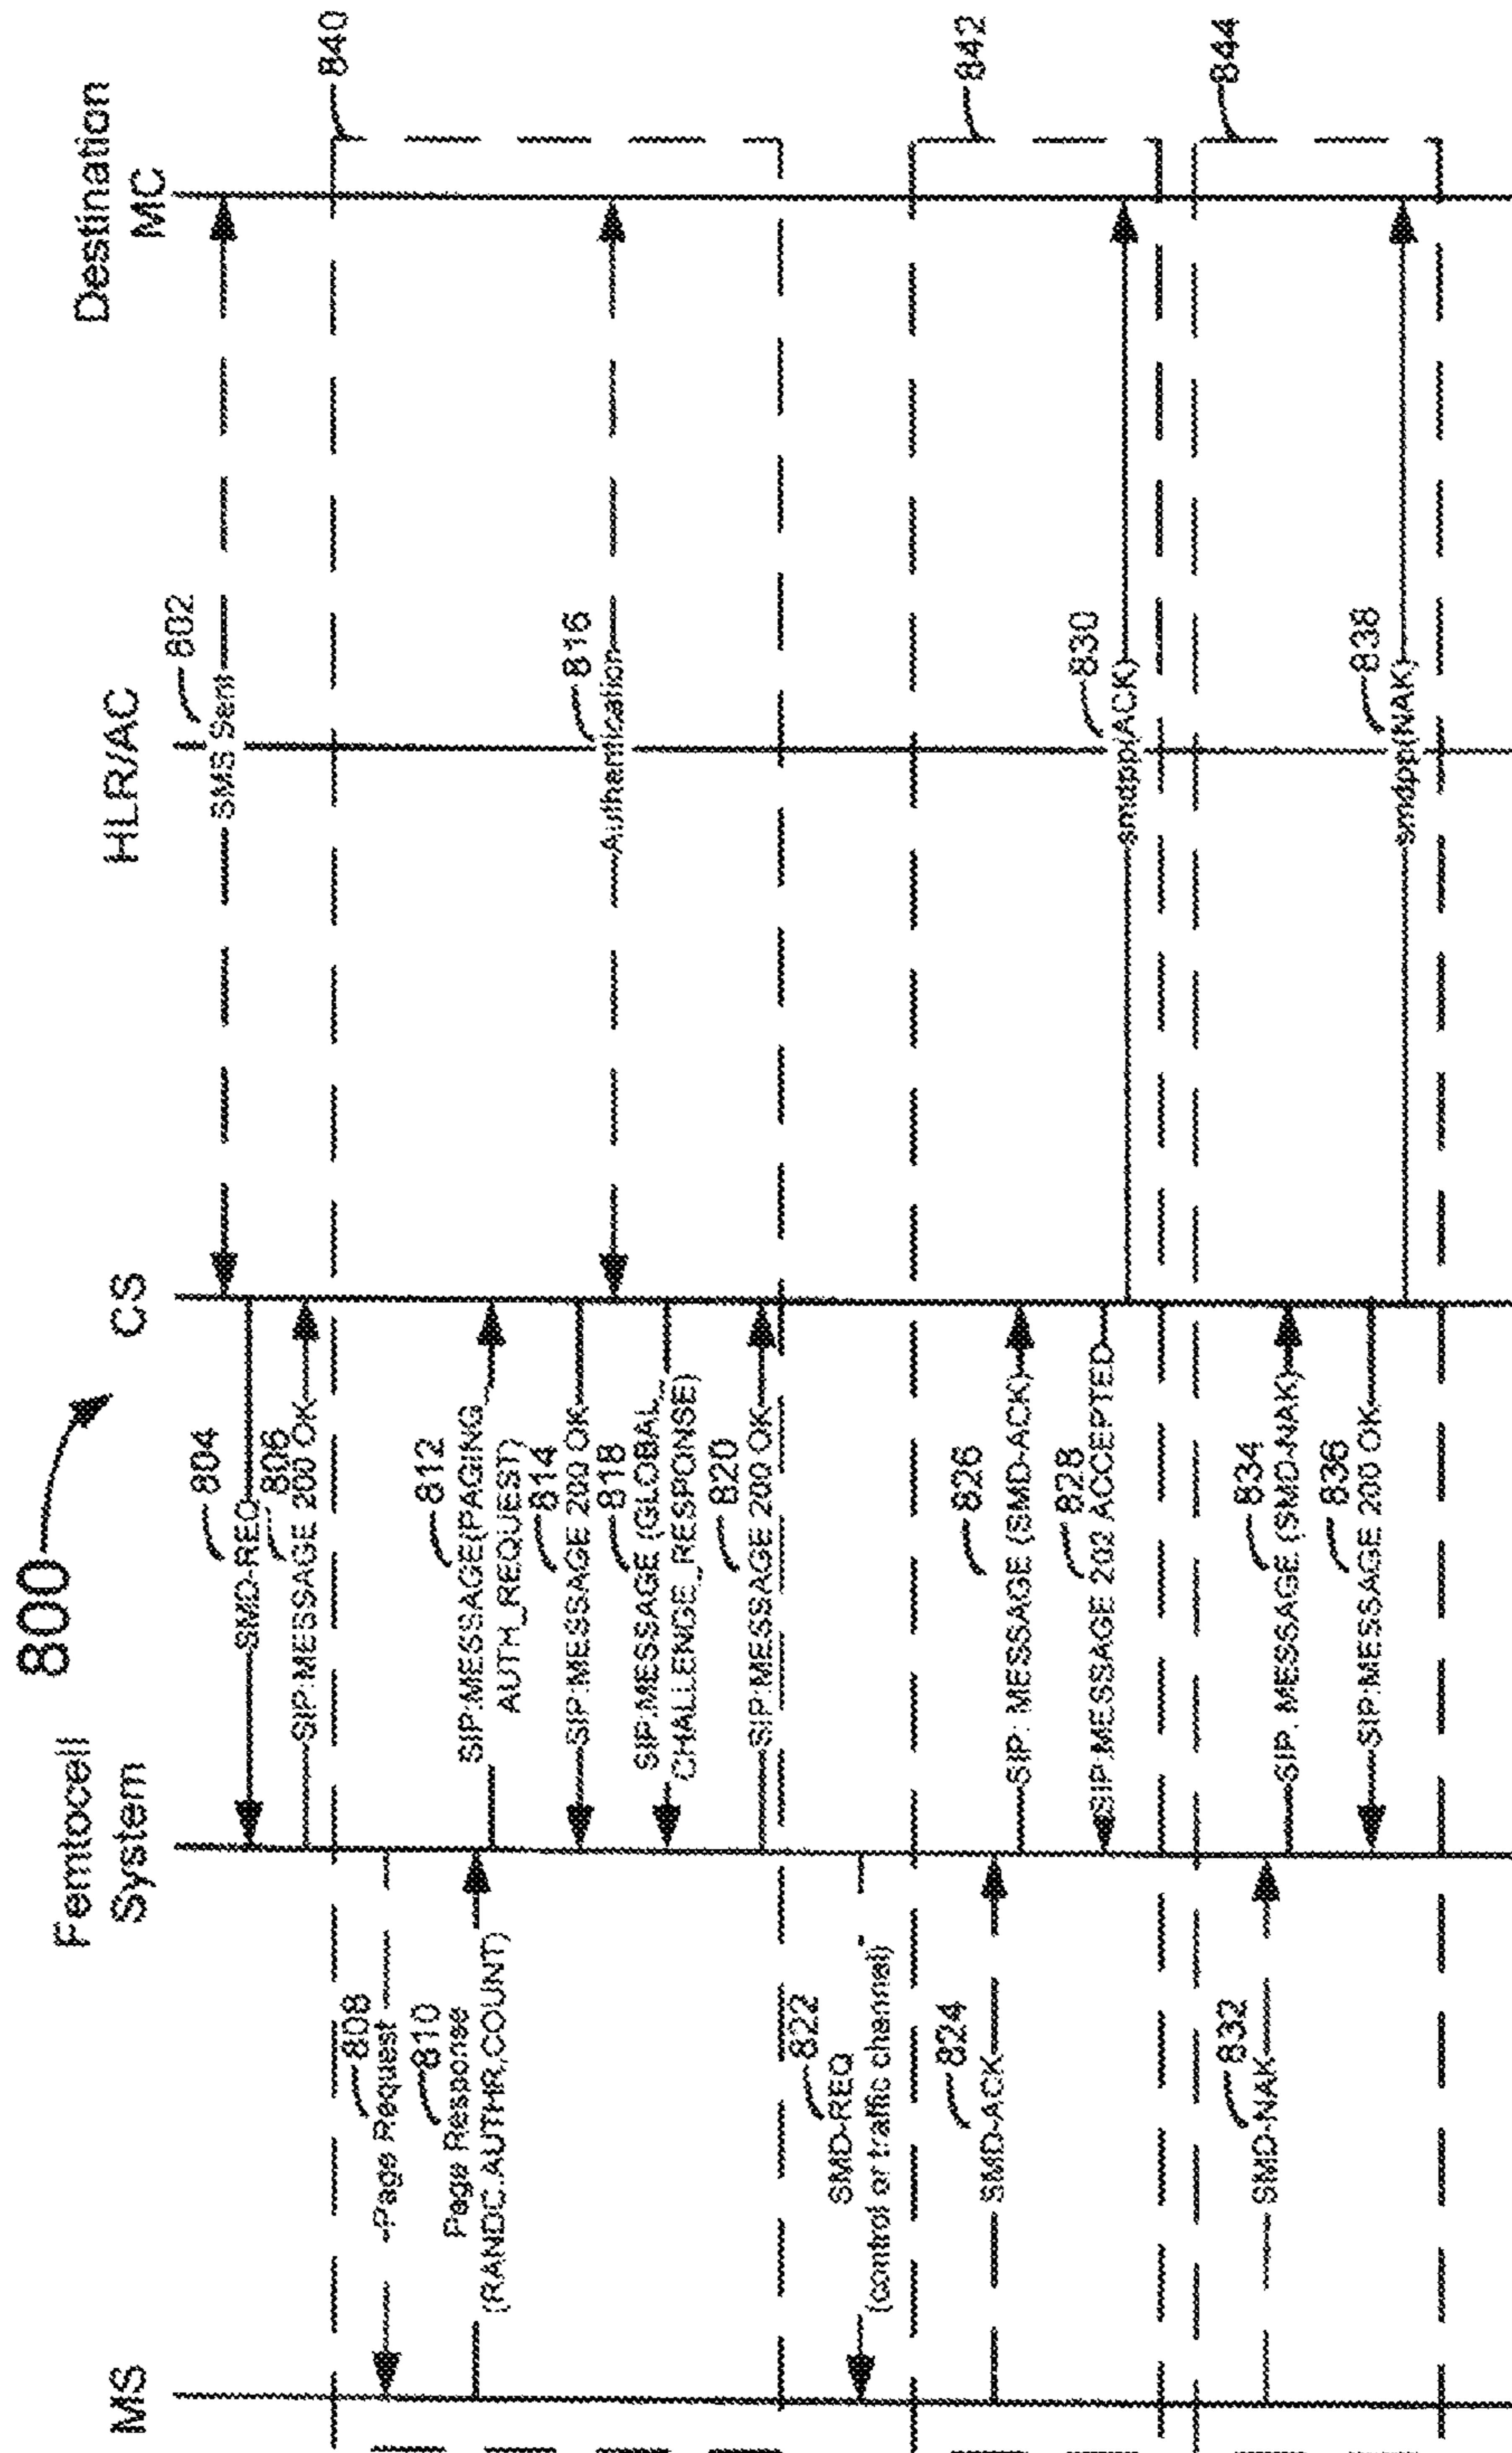 800
MS
Femtocell
System
CS
HLR/AC
Destination
MC
802
SMS Sent
804
SMD-REQ
806
SIP:MESSAGE 200 OK
840
808
Page Request
810
Page Response
(RANDC,AUTHR,COUNT)
812
SIP:MESSAGE(PAGING_
AUTH_REQUEST)
814
SIP:MESSAGE 200 OK
816
Authentication
818
SIP:MESSAGE (GLOBAL_
CHALLENGE_RESPONSE)
820
SIP:MESSAGE 200 OK
822
SMD-REQ
(control or traffic channel)
842
824
SMD-ACK
826
SIP: MESSAGE (SMD-ACK)
828
SIP:MESSAGE 202 ACCEPTED
830
smdpp(ACK)
844
832
SMD-NAK
834
SIP: MESSAGE (SMD-NAK)
836
SIP:MESSAGE 200 OK
838
smdpp(NAK)